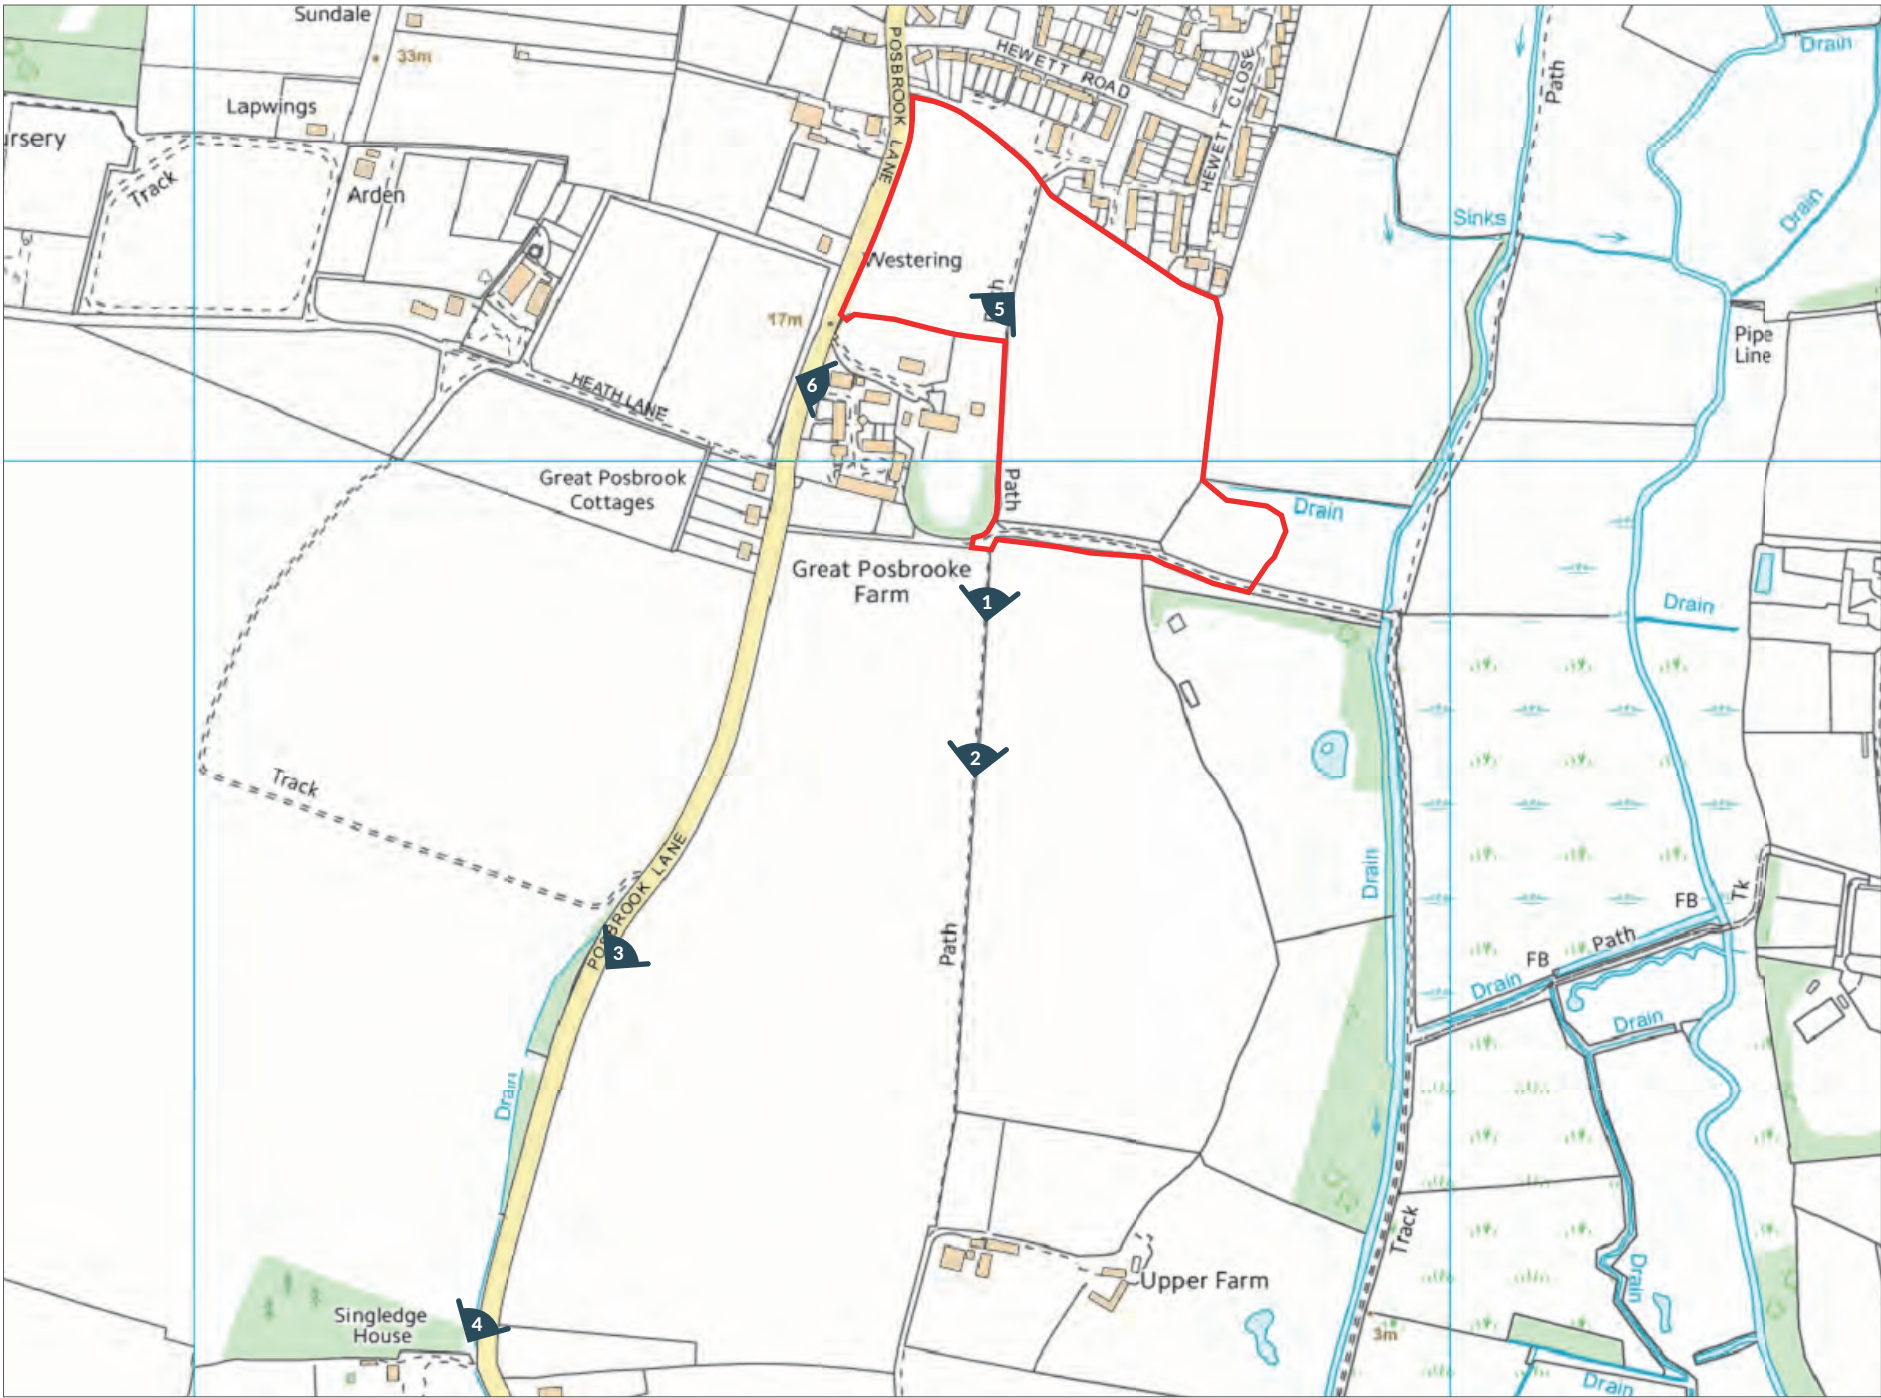 Sundale
33m
Lapwings
ursery
Track
Arden
POSBROOK
LANE
HEWETT ROAD
HEWETT CLOSE
Path
Drain
Drain
Sinks
Westering
17m
5
Pipe
Line
6
HEATH LANE
Great Posbrook
Cottages
Path
Drain
Great Posbrooke
Farm
1
Drain
2
Track
POSBROOK LANE
3
Drain
Path
FB
Tk
Path
FB
Drain
Drain
Drain
Track
Upper Farm
Drain
Singledge
House
4
3m
Drain